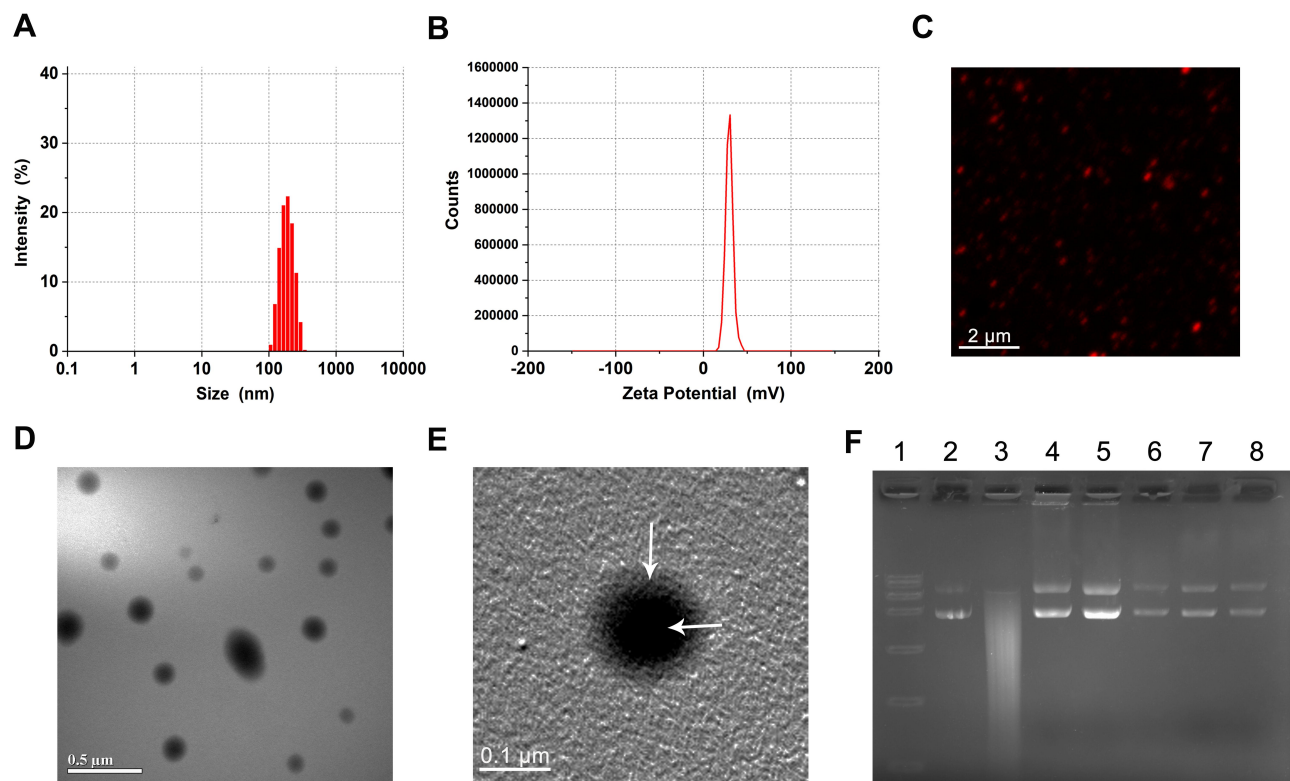 A
40
30
20
10
0
Intensity (%)
0.1 1 10 100 1000 10000
Size (nm)
B
1600000
1400000
1200000
1000000
800000
600000
400000
200000
0
Counts
-200 -100 0 100 200
Zeta Potential (mV)
C
2 µm
D
0.5 µm
E
0.1 µm
F
1 2 3 4 5 6 7 8